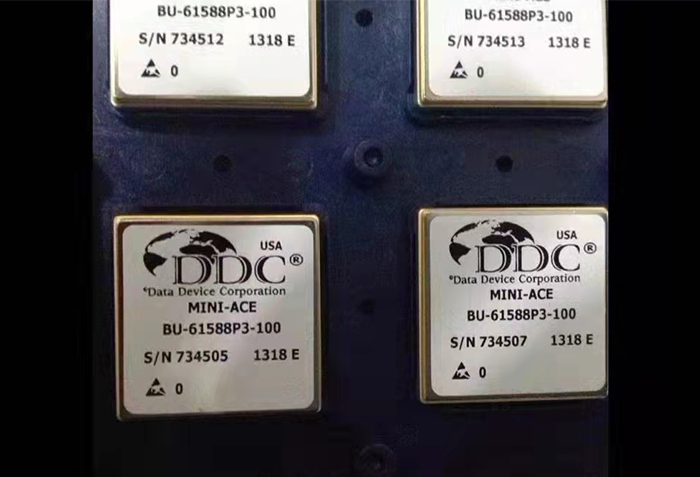 BU-61588P3-100
S/N 734512 1318 E
0
BU-61588P3-100
S/N 734513 1318 E
0
USA
DDC®
Data Device Corporation
MINI-ACE
BU-61588P3-100
S/N 734505 1318 E
0
USA
DDC®
Data Device Corporation
MINI-ACE
BU-61588P3-100
S/N 734507 1318 E
0